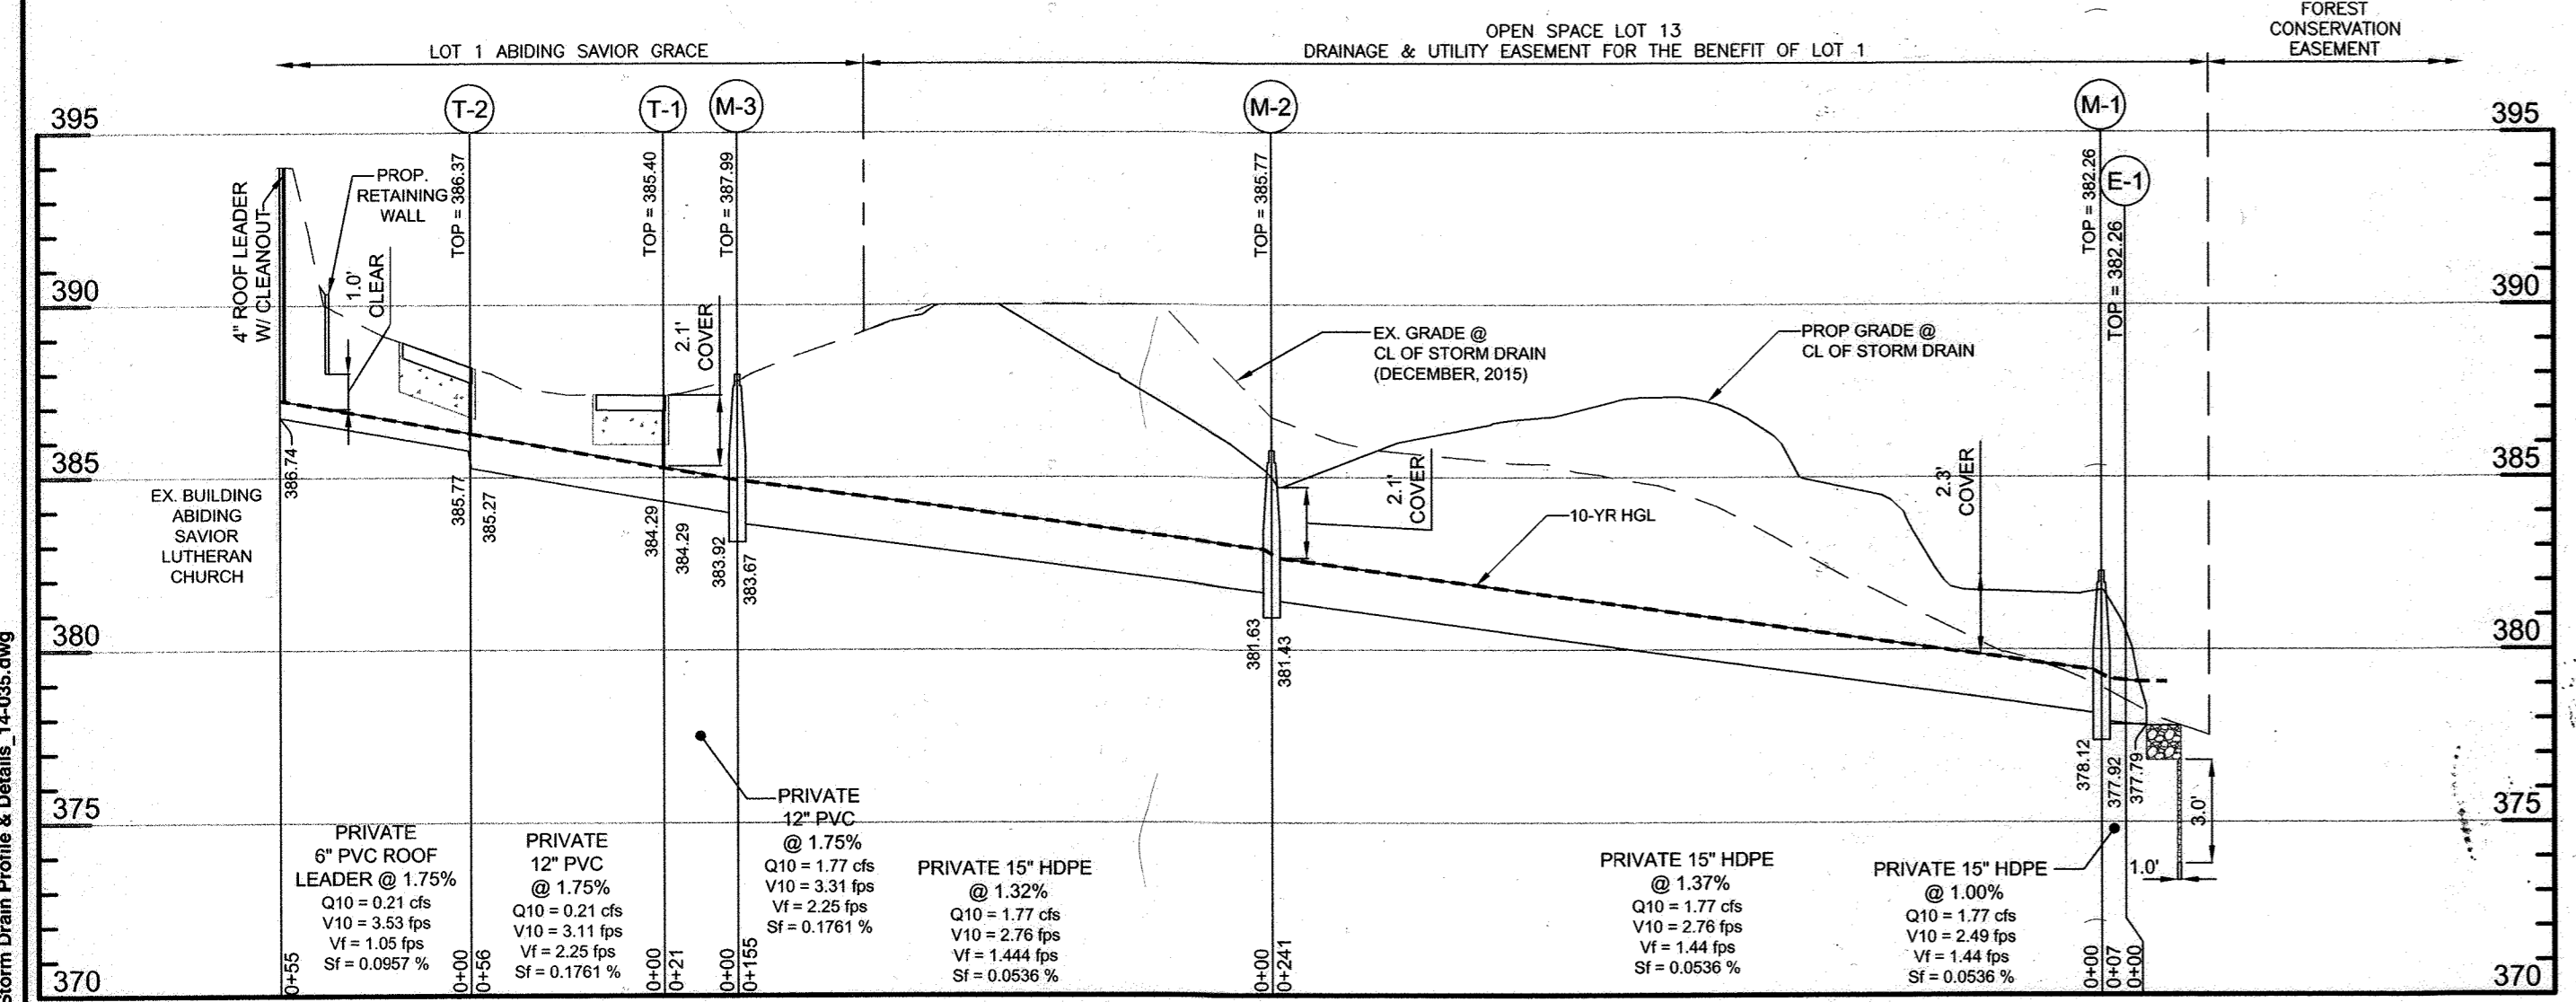 FOREST
CONSERVATION
EASEMENT
OPEN SPACE LOT 13
LOT 1 ABIDING SAVIOR GRACE
DRAINAGE & UTILITY EASEMENT FOR THE BENEFIT OF LOT 1
T-2
T-1
M-3
M-2
M-1
E-1
395
395
390
390
385
385
380
380
375
375
370
370
TOP = 386.37
TOP = 385.40
TOP = 387.99
TOP = 385.77
TOP = 382.26
TOP = 382.26
4" ROOF LEADER
W/ CLEANOUT
PROP.
RETAINING
WALL
1.0'
CLEAR
2.1'
COVER
EX. GRADE @
CL OF STORM DRAIN
(DECEMBER, 2015)
PROP GRADE @
CL OF STORM DRAIN
2.1'
COVER
2.3'
COVER
10-YR HGL
EX. BUILDING
ABIDING
SAVIOR
LUTHERAN
CHURCH
386.74
385.77
385.27
384.29
384.29
383.92
383.67
381.63
381.43
378.12
377.92
377.79
3.0'
1.0'
PRIVATE
6" PVC ROOF
LEADER @ 1.75%
Q10 = 0.21 cfs
V10 = 3.53 fps
Vf = 1.05 fps
Sf = 0.0957 %
PRIVATE
12" PVC
@ 1.75%
Q10 = 0.21 cfs
V10 = 3.11 fps
Vf = 2.25 fps
Sf = 0.1761 %
PRIVATE
12" PVC
@ 1.75%
Q10 = 1.77 cfs
V10 = 3.31 fps
Vf = 2.25 fps
Sf = 0.1761 %
PRIVATE 15" HDPE
@ 1.32%
Q10 = 1.77 cfs
V10 = 2.76 fps
Vf = 1.444 fps
Sf = 0.0536 %
PRIVATE 15" HDPE
@ 1.37%
Q10 = 1.77 cfs
V10 = 2.76 fps
Vf = 1.44 fps
Sf = 0.0536 %
PRIVATE 15" HDPE
@ 1.00%
Q10 = 1.77 cfs
V10 = 2.49 fps
Vf = 1.44 fps
Sf = 0.0536 %
0+55
0+00
0+56
0+00
0+21
0+00
0+155
0+00
0+241
0+00
0+07
0+00
Storm Drain Profile & Details_14-035.dwg